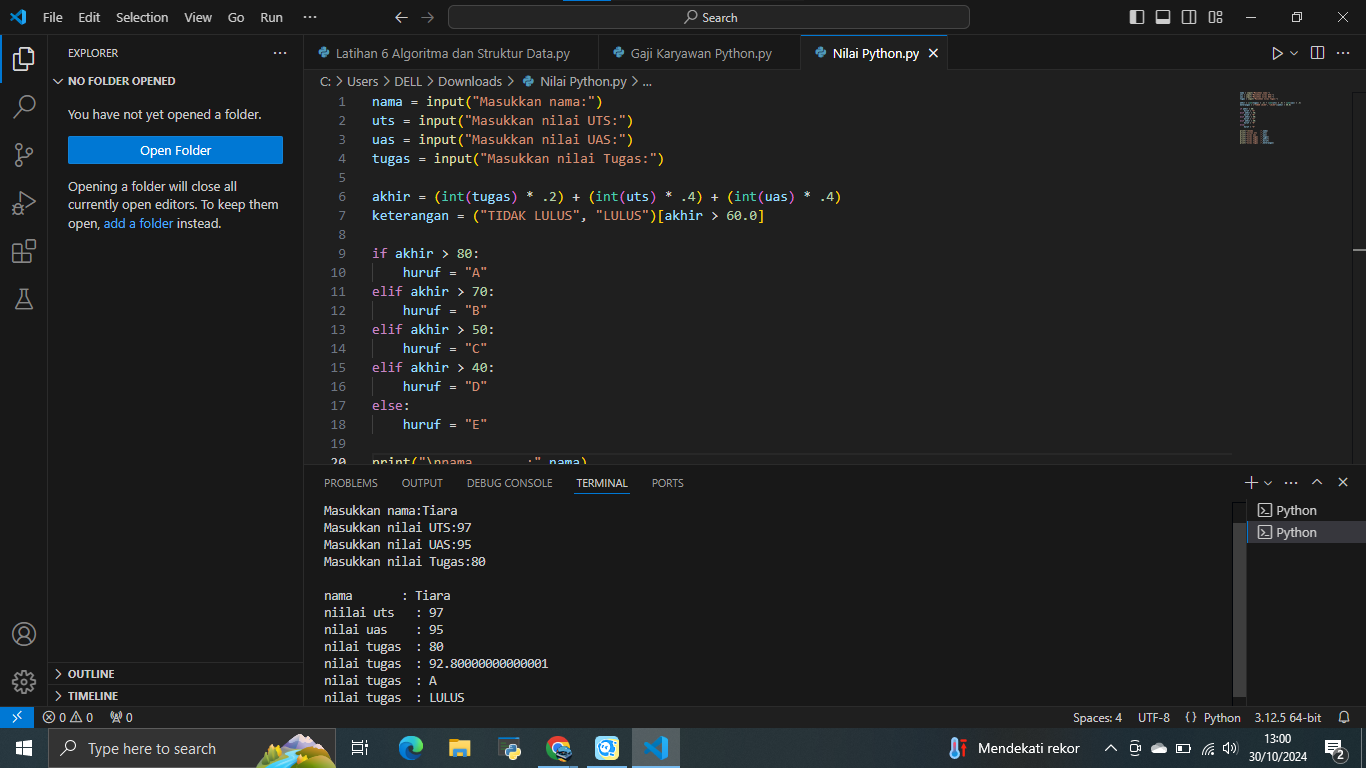 File Edit Selection View Go Run ··· Search
EXPLORER ···
NO FOLDER OPENED
You have not yet opened a folder.
Open Folder
Opening a folder will close all
currently open editors. To keep them
open, add a folder instead.
OUTLINE
TIMELINE
Latihan 6 Algoritma dan Struktur Data.py Gaji Karyawan Python.py Nilai Python.py
C: > Users > DELL > Downloads > Nilai Python.py > ...
1 nama = input("Masukkan nama:")
2 uts = input("Masukkan nilai UTS:")
3 uas = input("Masukkan nilai UAS:")
4 tugas = input("Masukkan nilai Tugas:")
5
6 akhir = (int(tugas) * .2) + (int(uts) * .4) + (int(uas) * .4)
7 keterangan = ("TIDAK LULUS", "LULUS")[akhir > 60.0]
8
9 if akhir > 80:
10 huruf = "A"
11 elif akhir > 70:
12 huruf = "B"
13 elif akhir > 50:
14 huruf = "C"
15 elif akhir > 40:
16 huruf = "D"
17 else:
18 huruf = "E"
19
20 print("\nnama :",nama)
PROBLEMS OUTPUT DEBUG CONSOLE TERMINAL PORTS
Masukkan nama:Tiara
Masukkan nilai UTS:97
Masukkan nilai UAS:95
Masukkan nilai Tugas:80
nama : Tiara
niilai uts : 97
nilai uas : 95
nilai tugas : 80
nilai tugas : 92.80000000000001
nilai tugas : A
nilai tugas : LULUS
Python
Python
0 0 0 Spaces: 4 UTF-8 {} Python 3.12.5 64-bit
Type here to search Mendekati rekor 13:00
30/10/2024 2